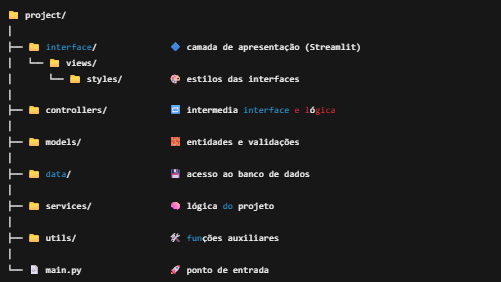 📁 project/
│
├── 📁 interface/ 🔷 camada de apresentação (Streamlit)
│   └── 📁 views/
│       └── 📁 styles/ 🎨 estilos das interfaces
│
├── 📁 controllers/ 🔁 intermedia interface e lógica
│
├── 📁 models/ 🧱 entidades e validações
│
├── 📁 data/ 💾 acesso ao banco de dados
│
├── 📁 services/ 🧠 lógica do projeto
│
├── 📁 utils/ 🛠️ funções auxiliares
│
└── 📄 main.py 🚀 ponto de entrada